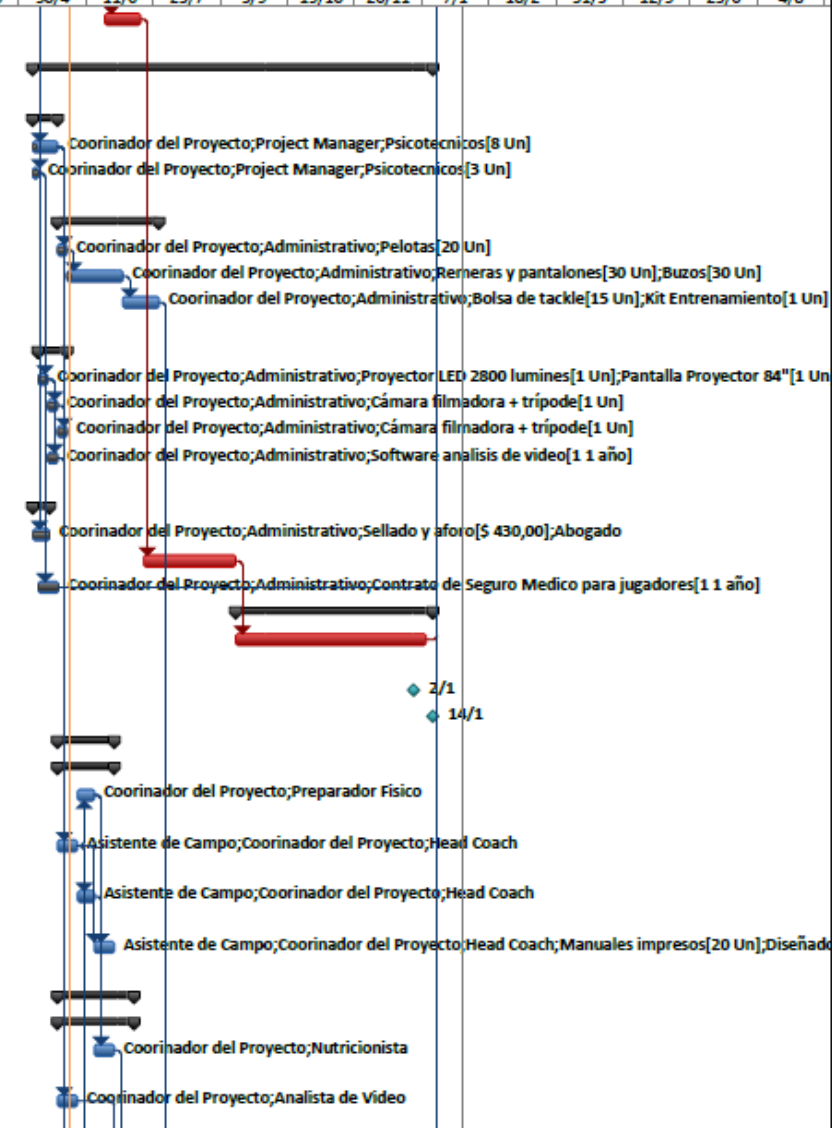 Coorinador del Proyecto;Project Manager;Psicotecnicos[8 Un]
Coorinador del Proyecto;Project Manager;Psicotecnicos[3 Un]
Coorinador del Proyecto;Administrativo;Pelotas[20 Un]
Coorinador del Proyecto;Administrativo;Remeras y pantalones[30 Un];Buzos[30 Un]
Coorinador del Proyecto;Administrativo;Bolsa de tackle[15 Un];Kit Entrenamiento[1 Un]
Coorinador del Proyecto;Administrativo;Proyector LED 2800 lumines[1 Un];Pantalla Proyector 84"[1 Un
Coorinador del Proyecto;Administrativo;Cámara filmadora + trípode[1 Un]
Coorinador del Proyecto;Administrativo;Cámara filmadora + trípode[1 Un]
Coorinador del Proyecto;Administrativo;Software analisis de video[1 1 año]
Coorinador del Proyecto;Administrativo;Sellado y aforo[$ 430,00];Abogado
Coorinador del Proyecto;Administrativo;Contrato de Seguro Medico para jugadores[1 1 año]
2/1
14/1
Coorinador del Proyecto;Preparador Fisico
Asistente de Campo;Coorinador del Proyecto;Head Coach
Asistente de Campo;Coorinador del Proyecto;Head Coach
Asistente de Campo;Coorinador del Proyecto;Head Coach;Manuales impresos[20 Un];Diseñado
Coorinador del Proyecto;Nutricionista
Coorinador del Proyecto;Analista de Video